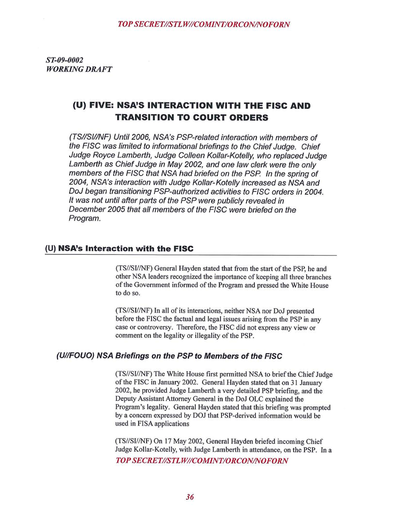 TOP SECRET//STLW//COMINT/ORCON/NOFORN
ST-09-0002
WORKING DRAFT
(U) FIVE: NSA'S INTERACTION WITH THE FISC AND
TRANSITION TO COURT ORDERS
(TS//SI//NF) Until 2006, NSA's PSP-related interaction with members of
the FISC was limited to informational briefings to the Chief Judge. Chief
Judge Royce Lamberth, Judge Colleen Kollar-Kotelly, who replaced Judge
Lamberth as Chief Judge in May 2002, and one law clerk were the only
members of the FISC that NSA had briefed on the PSP. In the spring of
2004, NSA's interaction with Judge Kollar-Kotelly increased as NSA and
DoJ began transitioning PSP-authorized activities to FISC orders in 2004.
It was not until after parts of the PSP were publicly revealed in
December 2005 that all members of the FISC were briefed on the
Program.
(U) NSA's Interaction with the FISC
(TS//SI//NF) General Hayden stated that from the start of the PSP, he and
other NSA leaders recognized the importance of keeping all three branches
of the Government informed of the Program and pressed the White House
to do so.
(TS//SI//NF) In all of its interactions, neither NSA nor DoJ presented
before the FISC the factual and legal issues arising from the PSP in any
case or controversy. Therefore, the FISC did not express any view or
comment on the legality or illegality of the PSP.
(U//FOUO) NSA Briefings on the PSP to Members of the FISC
(TS//SI//NF) The White House first permitted NSA to brief the Chief Judge
of the FISC in January 2002. General Hayden stated that on 31 January
2002, he provided Judge Lamberth a very detailed PSP briefing, and the
Deputy Assistant Attorney General in the DoJ OLC explained the
Program's legality. General Hayden stated that this briefing was prompted
by a concern expressed by DOJ that PSP-derived information would be
used in FISA applications
(TS//SI//NF) On 17 May 2002, General Hayden briefed incoming Chief
Judge Kollar-Kotelly, with Judge Lamberth in attendance, on the PSP. In a
TOP SECRET//STLW//COMINT/ORCON/NOFORN
36